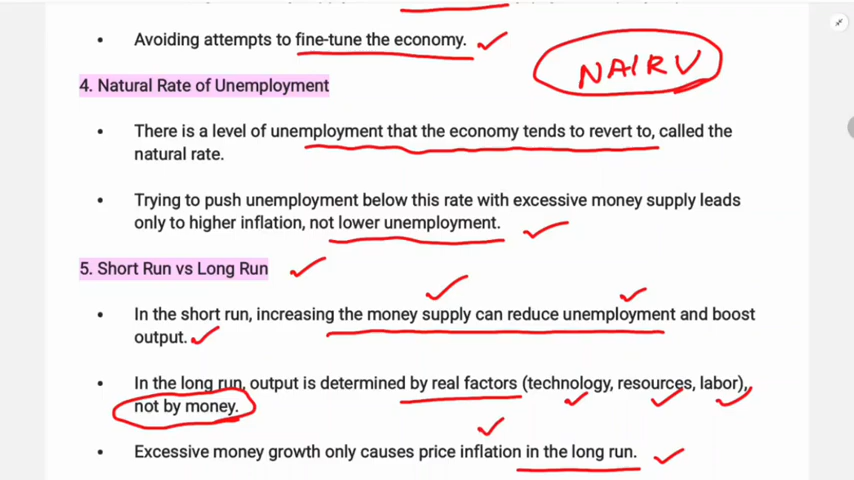 • Avoiding attempts to fine-tune the economy.
NAIRU
4. Natural Rate of Unemployment
• There is a level of unemployment that the economy tends to revert to, called the
natural rate.
• Trying to push unemployment below this rate with excessive money supply leads
only to higher inflation, not lower unemployment.
5. Short Run vs Long Run
• In the short run, increasing the money supply can reduce unemployment and boost
output.
• In the long run, output is determined by real factors (technology, resources, labor),
not by money.
• Excessive money growth only causes price inflation in the long run.